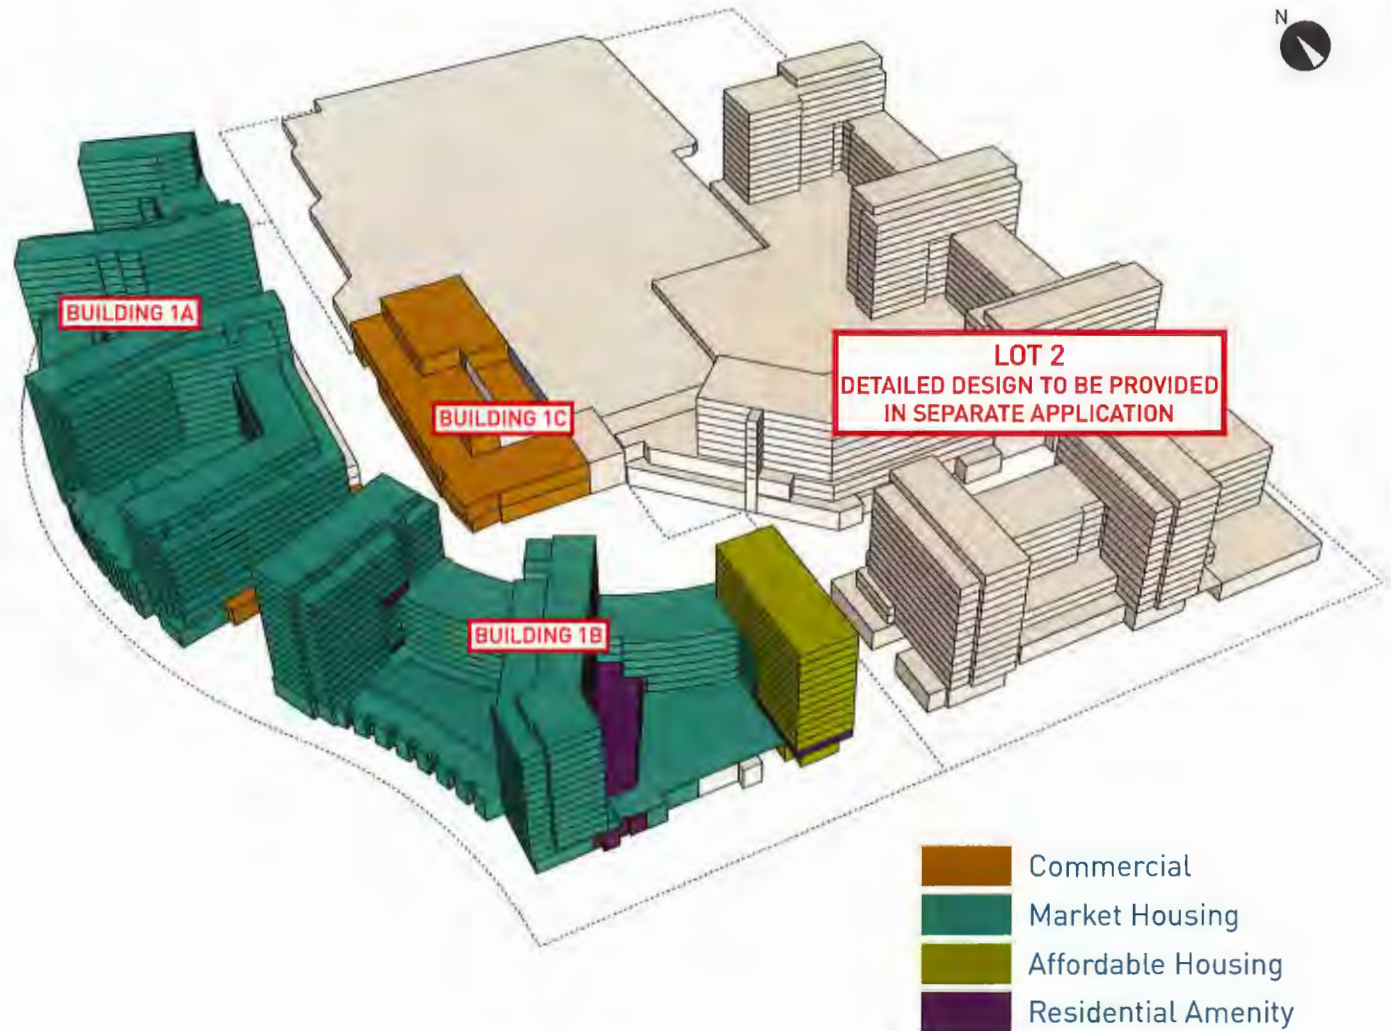 N
BUILDING 1A
LOT 2
DETAILED DESIGN TO BE PROVIDED
IN SEPARATE APPLICATION
BUILDING 1C
BUILDING 1B
Commercial
Market Housing
Affordable Housing
Residential Amenity